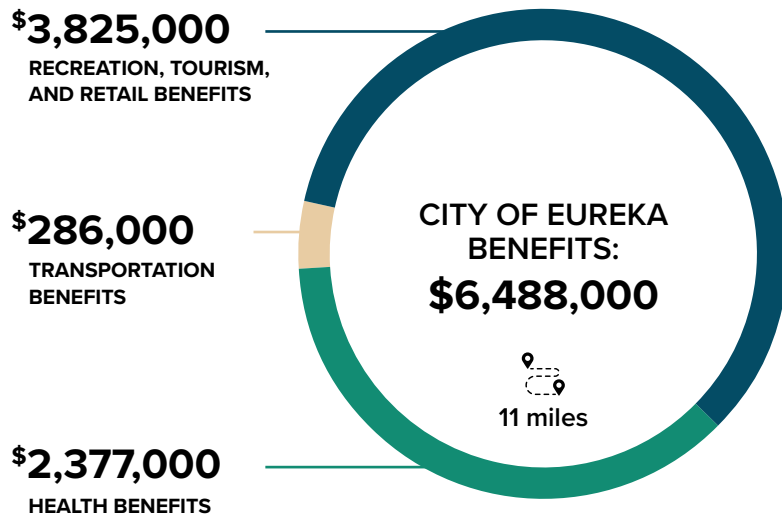 $3,825,000
RECREATION, TOURISM,
AND RETAIL BENEFITS
$286,000
TRANSPORTATION
BENEFITS
$2,377,000
HEALTH BENEFITS
CITY OF EUREKA
BENEFITS:
$6,488,000
11 miles